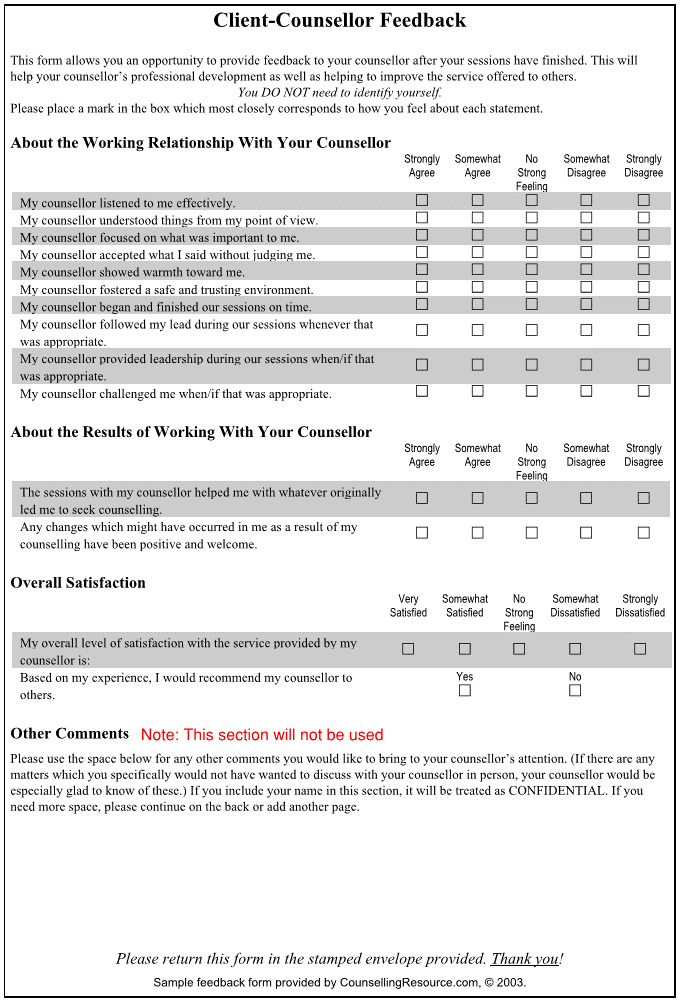 Client-Counsellor Feedback
This form allows you an opportunity to provide feedback to your counsellor after your sessions have finished. This will
help your counsellor's professional development as well as helping to improve the service offered to others.
You DO NOT need to identify yourself.
Please place a mark in the box which most closely corresponds to how you feel about each statement.
About the Working Relationship With Your Counsellor
Strongly Somewhat No Somewhat Strongly
Agree Agree Strong Disagree Disagree
Feeling
My counsellor listened to me effectively.
My counsellor understood things from my point of view.
My counsellor focused on what was important to me.
My counsellor accepted what I said without judging me.
My counsellor showed warmth toward me.
My counsellor fostered a safe and trusting environment.
My counsellor began and finished our sessions on time.
My counsellor followed my lead during our sessions whenever that
was appropriate.
My counsellor provided leadership during our sessions when/if that
was appropriate.
My counsellor challenged me when/if that was appropriate.
About the Results of Working With Your Counsellor
Strongly Somewhat No Somewhat Strongly
Agree Agree Strong Disagree Disagree
Feeling
The sessions with my counsellor helped me with whatever originally
led me to seek counselling.
Any changes which might have occurred in me as a result of my
counselling have been positive and welcome.
Overall Satisfaction
Very Somewhat No Somewhat Strongly
Satisfied Satisfied Strong Dissatisfied Dissatisfied
Feeling
My overall level of satisfaction with the service provided by my
counsellor is:
Based on my experience, I would recommend my counsellor to Yes No
others.
Other Comments Note: This section will not be used
Please use the space below for any other comments you would like to bring to your counsellor's attention. (If there are any
matters which you specifically would not have wanted to discuss with your counsellor in person, your counsellor would be
especially glad to know of these.) If you include your name in this section, it will be treated as CONFIDENTIAL. If you
need more space, please continue on the back or add another page.
Please return this form in the stamped envelope provided. Thank you!
Sample feedback form provided by CounsellingResource.com, © 2003.